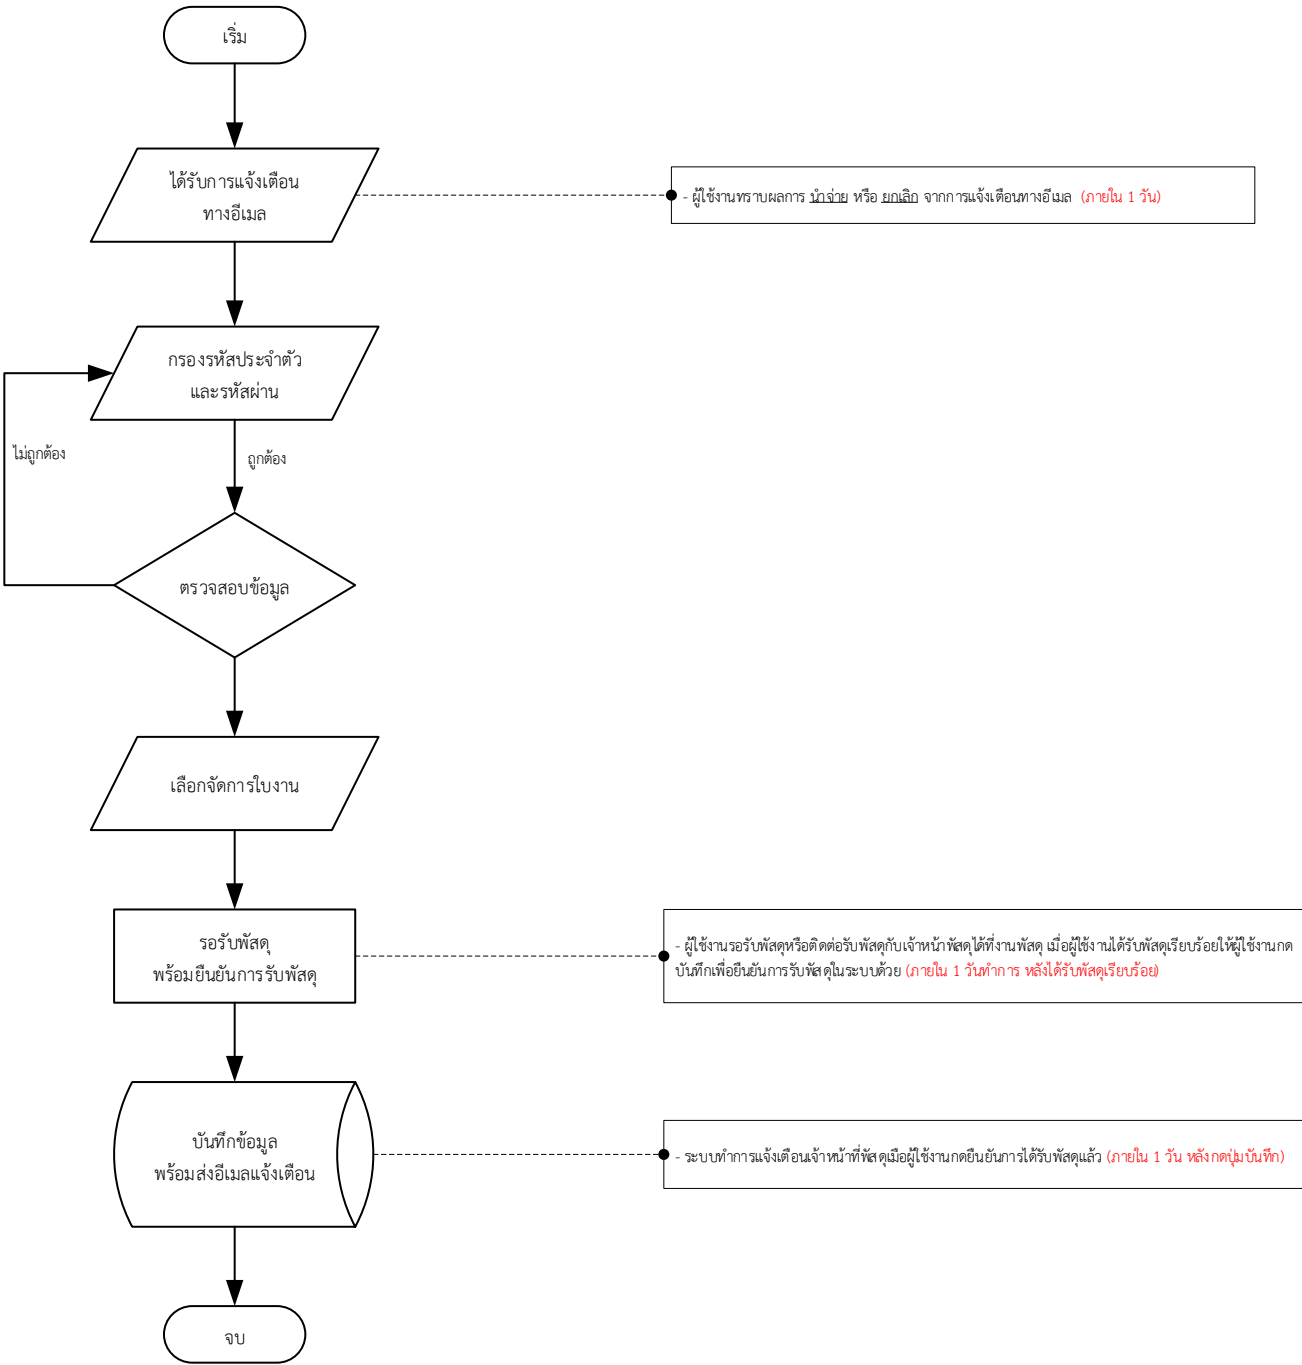 เริ่ม
ได้รับการแจ้งเตือน
ทางอีเมล
- ผู้ใช้งานทราบผลการ นำจ่าย หรือ ยกเลิก จากการแจ้งเตือนทางอีเมล (ภายใน 1 วัน)
กรองรหัสประจำตัว
และรหัสผ่าน
ไม่ถูกต้อง
ถูกต้อง
ตรวจสอบข้อมูล
เลือกจัดการใบงาน
รอรับพัสดุ
พร้อมยืนยันการรับพัสดุ
- ผู้ใช้งานรอรับพัสดุหรือติดต่อรับพัสดุกับเจ้าหน้าพัสดุได้ที่งานพัสดุ เมื่อผู้ใช้งานได้รับพัสดุเรียบร้อยให้ผู้ใช้งานกด
บันทึกเพื่อยืนยันการรับพัสดุในระบบด้วย (ภายใน 1 วันทำการ หลังได้รับพัสดุเรียบร้อย)
บันทึกข้อมูล
พร้อมส่งอีเมลแจ้งเตือน
- ระบบทำการแจ้งเตือนเจ้าหน้าที่พัสดุเมื่อผู้ใช้งานกดยืนยันการได้รับพัสดุแล้ว (ภายใน 1 วัน หลังกดปุ่มบันทึก)
จบ